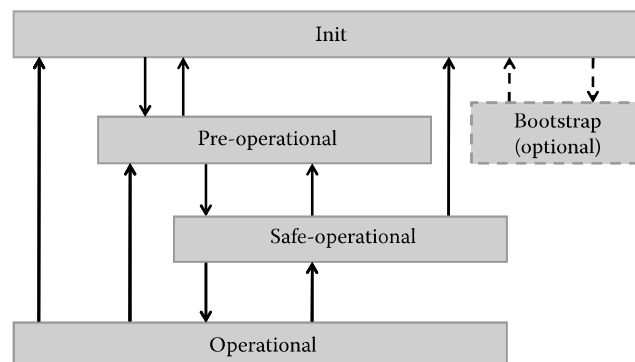 Init
Pre-operational
Bootstrap
(optional)
Safe-operational
Operational